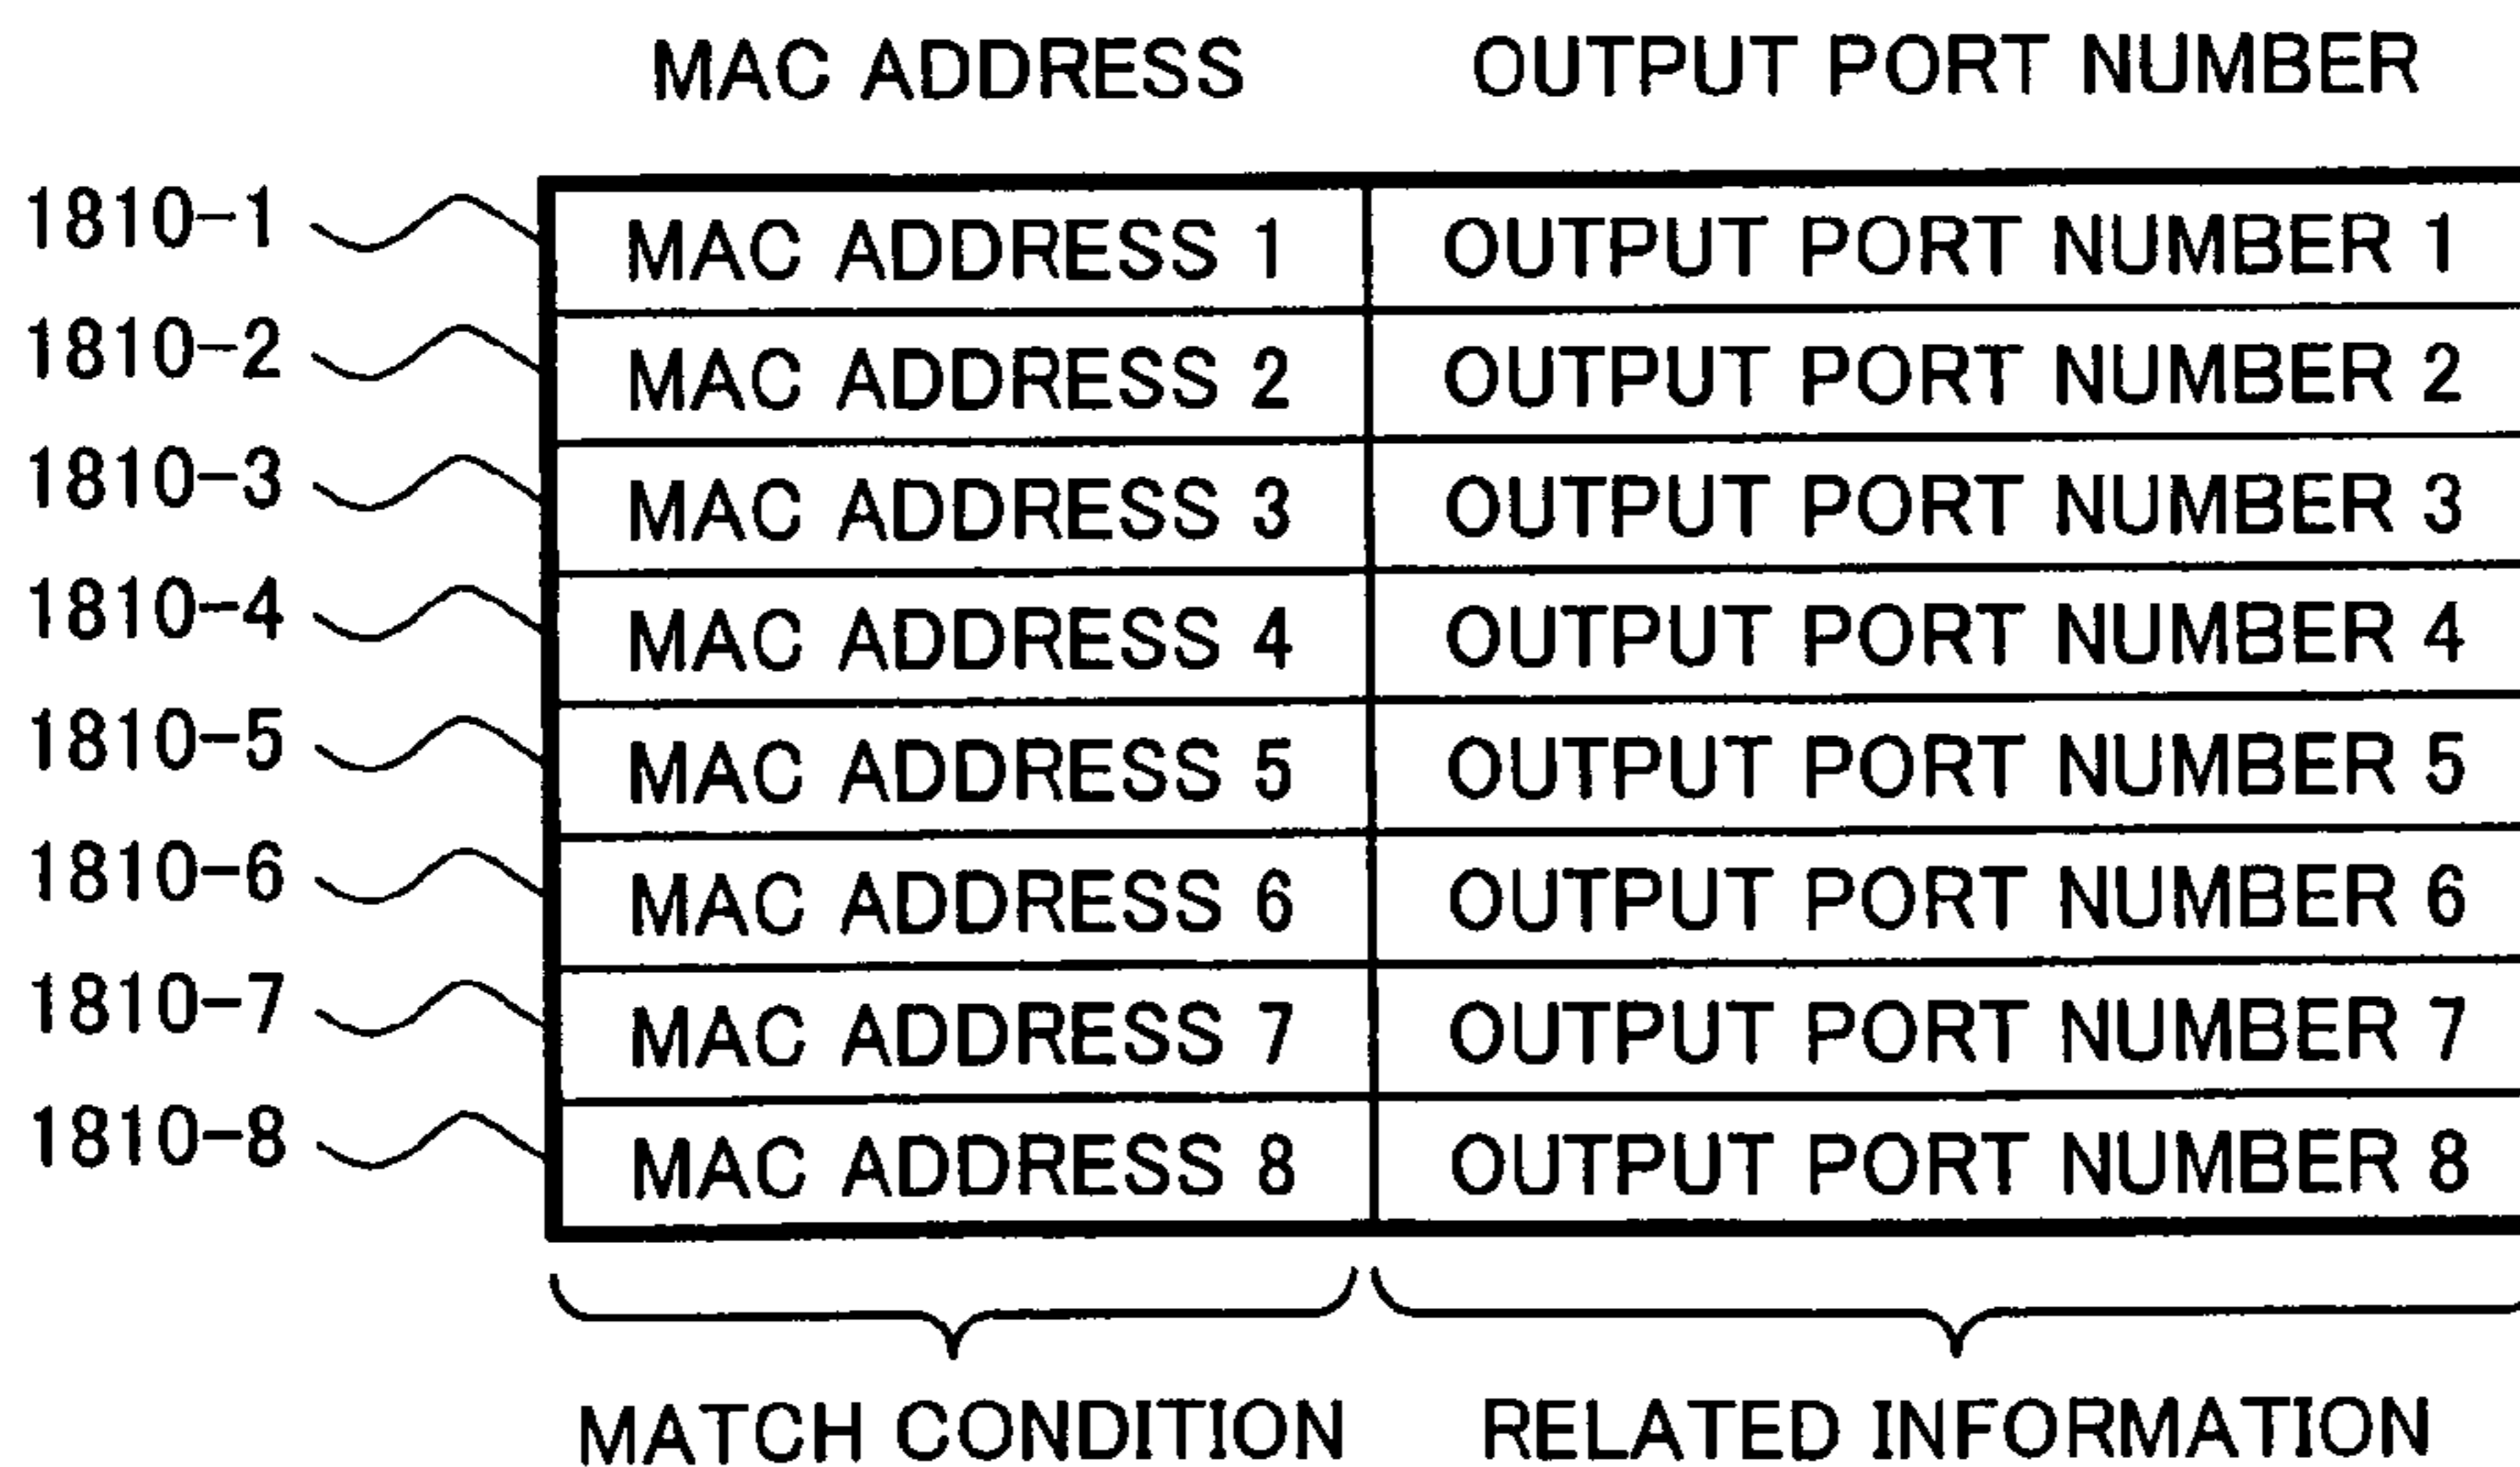 MAC ADDRESS OUTPUT PORT NUMBER
1810-1 MAC ADDRESS 1 OUTPUT PORT NUMBER 1
1810-2 MAC ADDRESS 2 OUTPUT PORT NUMBER 2
1810-3 MAC ADDRESS 3 OUTPUT PORT NUMBER 3
1810-4 MAC ADDRESS 4 OUTPUT PORT NUMBER 4
1810-5 MAC ADDRESS 5 OUTPUT PORT NUMBER 5
1810-6 MAC ADDRESS 6 OUTPUT PORT NUMBER 6
1810-7 MAC ADDRESS 7 OUTPUT PORT NUMBER 7
1810-8 MAC ADDRESS 8 OUTPUT PORT NUMBER 8
MATCH CONDITION RELATED INFORMATION